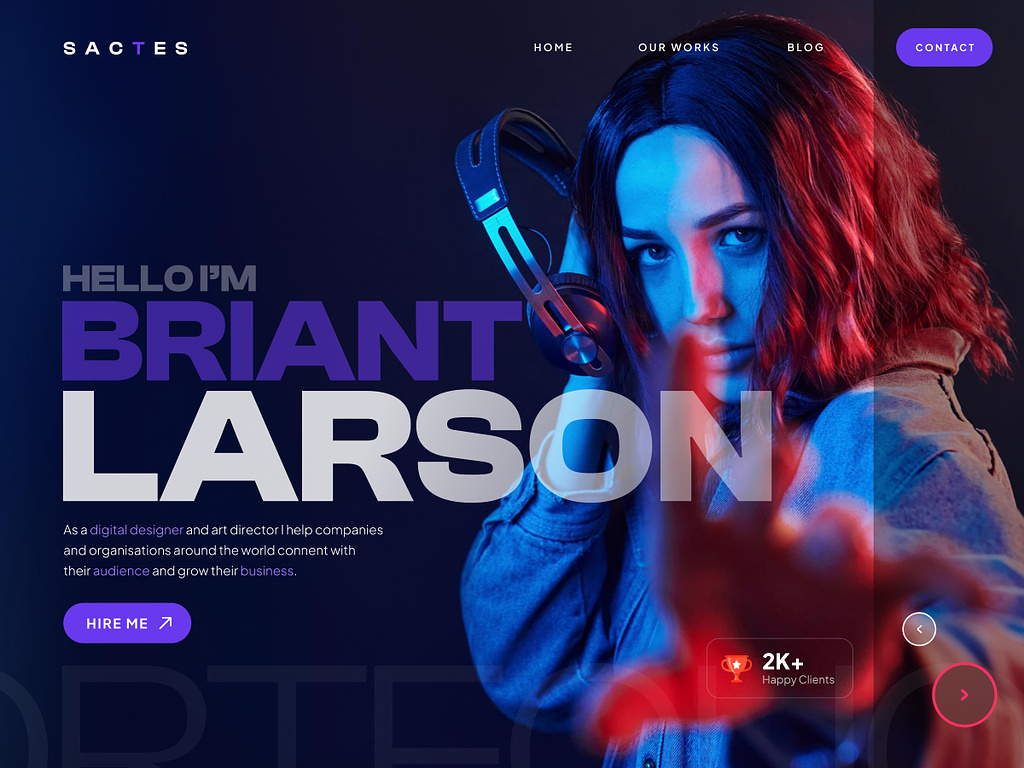 SACTES
HOME
OUR WORKS
BLOG
CONTACT
HELLO I'M
BRIANT
LARSON
As a digital designer and art director I help companies
and organisations around the world connent with
their audience and grow their business.
HIRE ME
2K+
Happy Clients